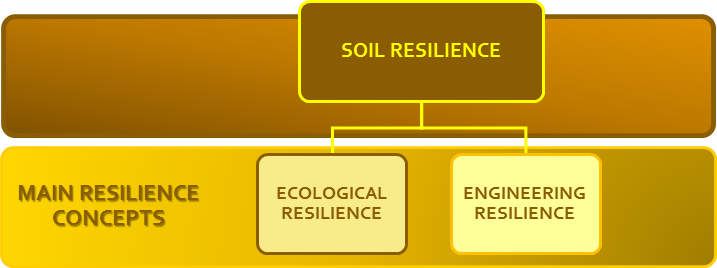 SOIL RESILIENCE
MAIN RESILIENCE
CONCEPTS
ECOLOGICAL
RESILIENCE
ENGINEERING
RESILIENCE